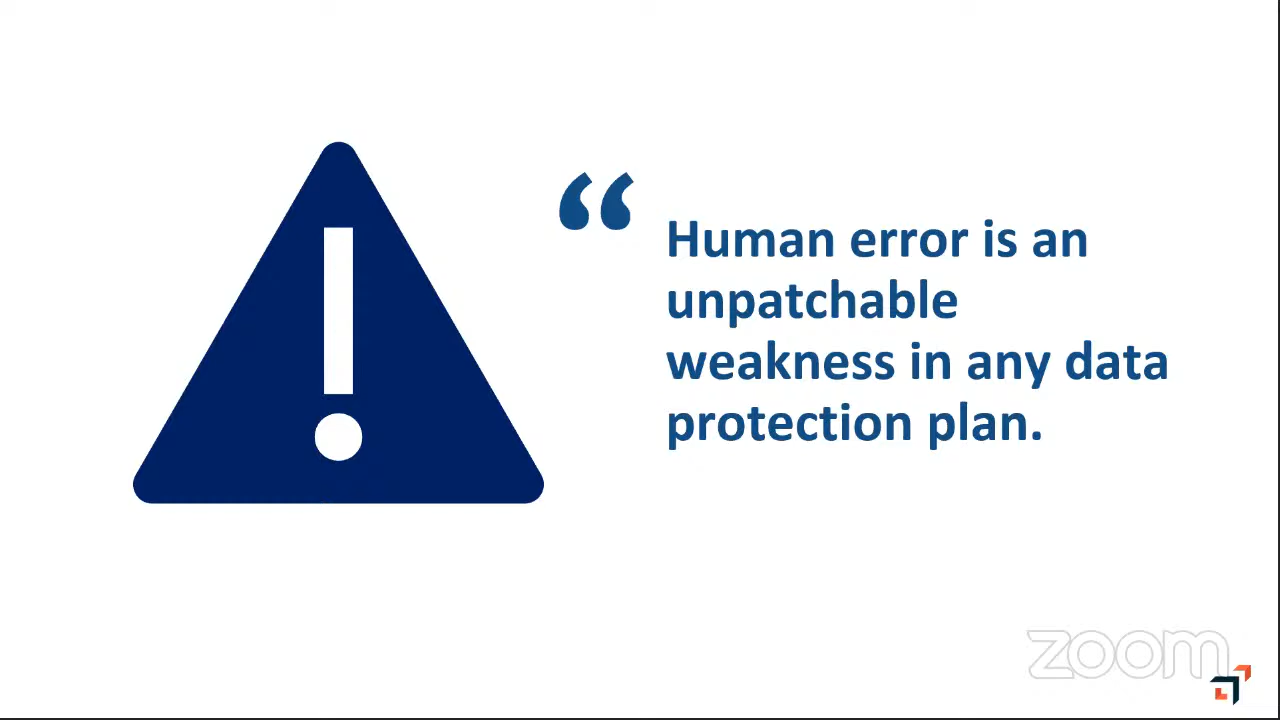 “
Human error is an
unpatchable
weakness in any data
protection plan.
zoom